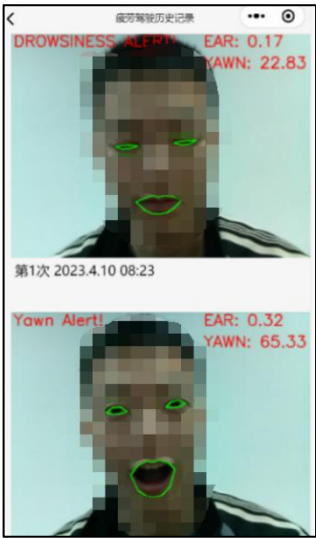 疲劳驾驶历史记录
DROWSINESS ALERT!
EAR: 0.17
YAWN: 22.83
第1次 2023.4.10 08:23
Yawn Alert!
EAR: 0.32
YAWN: 65.33